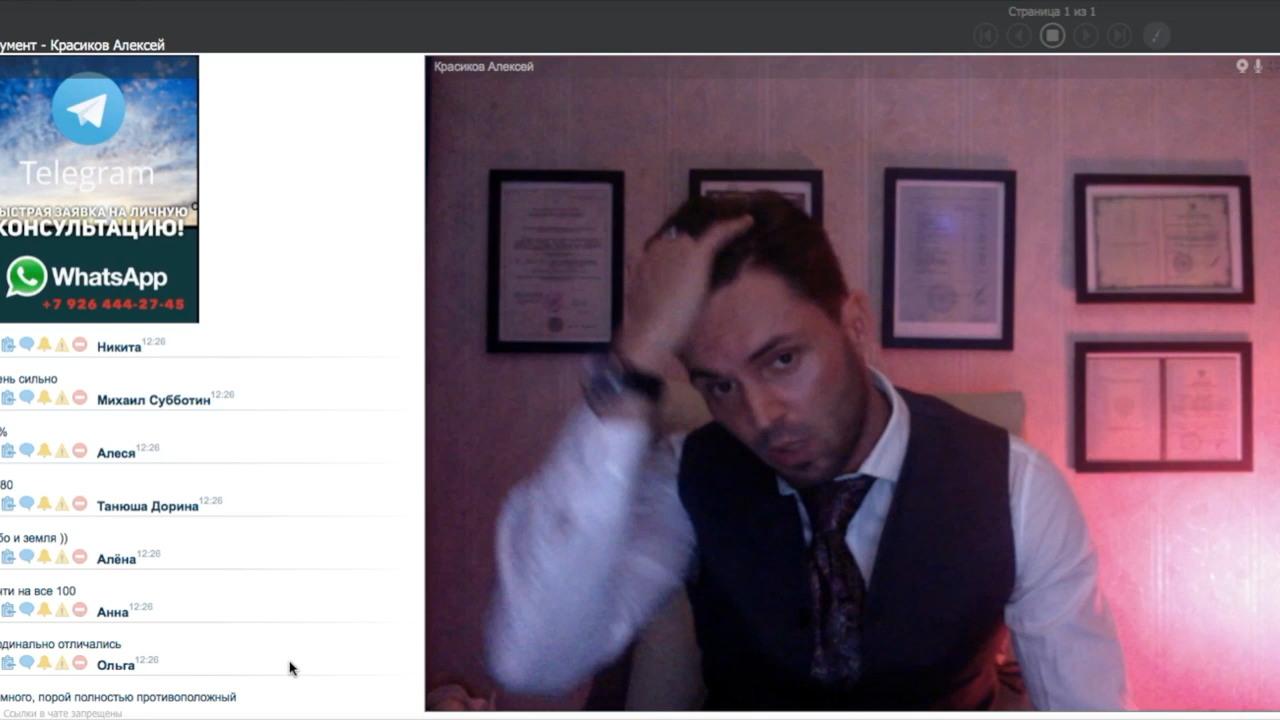 Страница 1 из 1
умент - Красиков Алексей
Красиков Алексей
Telegram
ЫСТРАЯ ЗАЯВКА НА ЛИЧНУЮ
КОНСУЛЬТАЦИЮ!
WhatsApp
+7 926 444-27-45
Никита 12:26
ень сильно
Михаил Субботин 12:26
%
Алеся 12:26
80
Танюша Дорина 12:26
бо и земля ))
Алёна 12:26
чти на все 100
Анна 12:26
рдинально отличались
Ольга 12:26
много, порой полностью противоположный
Ссылки в чате запрещены